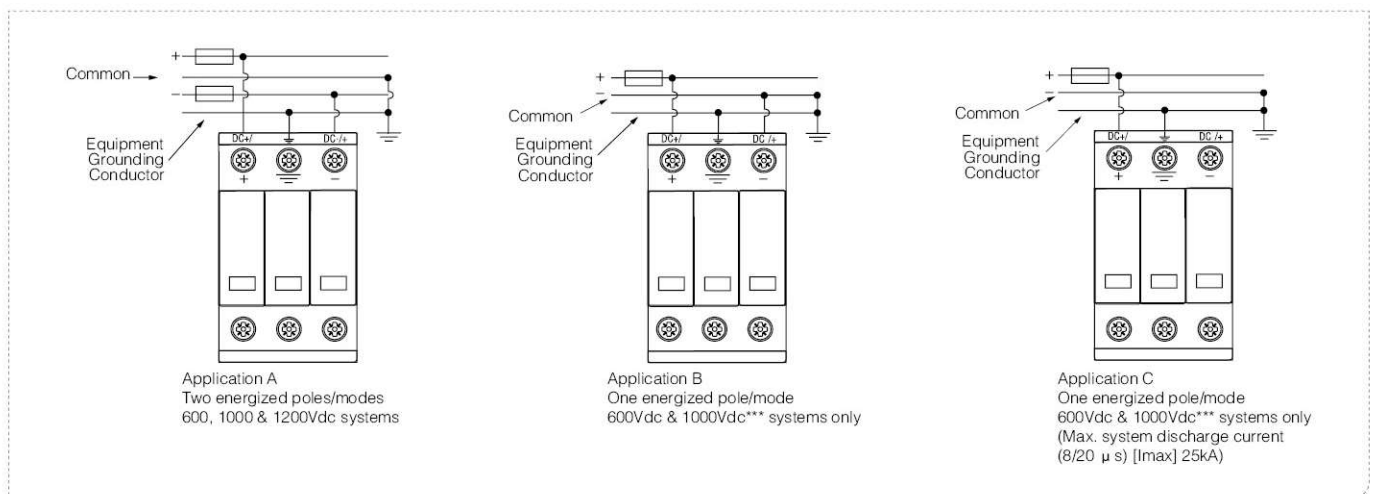 +
Common
−
Equipment
Grounding
Conductor
DC+/
DC-/+
+
−
Application A
Two energized poles/modes
600, 1000 & 1200Vdc systems
+
−
Common
Equipment
Grounding
Conductor
DC+/
DC /+
+
−
Application B
One energized pole/mode
600Vdc & 1000Vdc*** systems only
+
−
Common
Equipment
Grounding
Conductor
DC+/
DC /+
+
−
Application C
One energized pole/mode
600Vdc & 1000Vdc*** systems only
(Max. system discharge current
(8/20 μs) [Imax] 25kA)